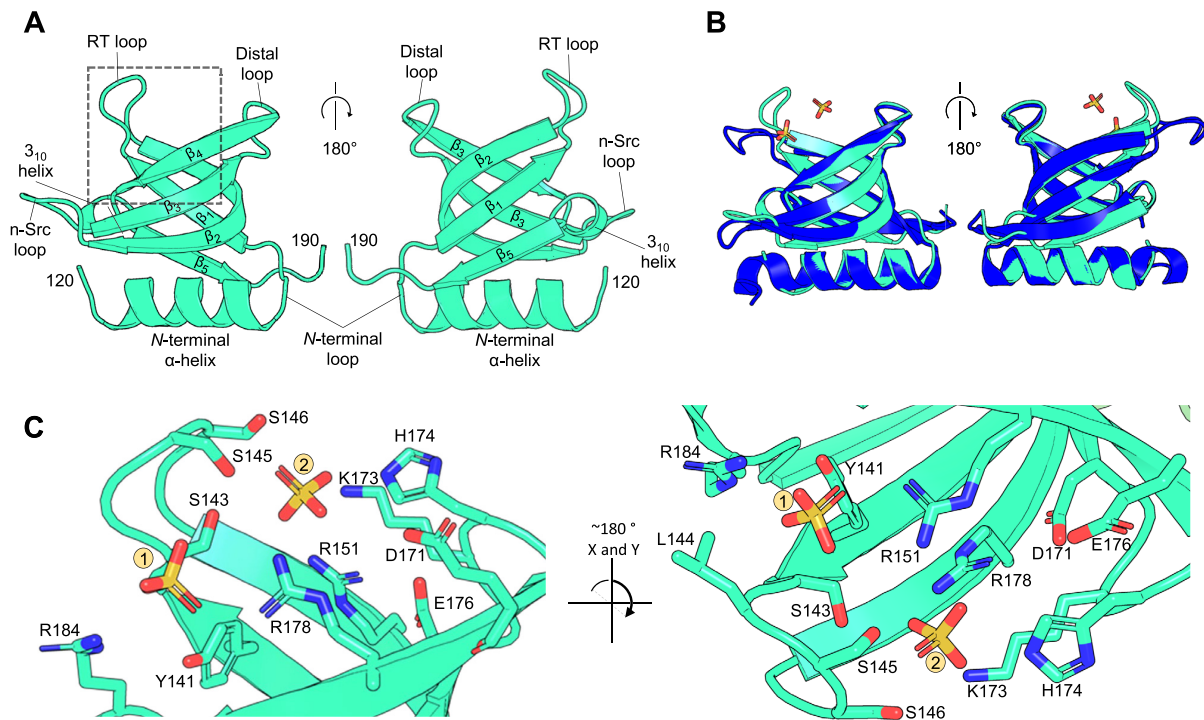 A
RT loop
Distal
loop
3₁₀
helix
n-Src
loop
120
β₄
β₃
β₁
β₂
β₅
190
N-terminal
α-helix
180°
N-terminal
loop
190
Distal
loop
RT loop
n-Src
loop
β₃
β₂
β₁
β₃
β₅
3₁₀
helix
120
N-terminal
α-helix
B
180°
C
S146
S145
2
H174
K173
S143
1
R151
D171
R178
E176
R184
Y141
~180 °
X and Y
R184
Y141
1
L144
R151
D171
E176
R178
S143
S145
2
K173
H174
S146